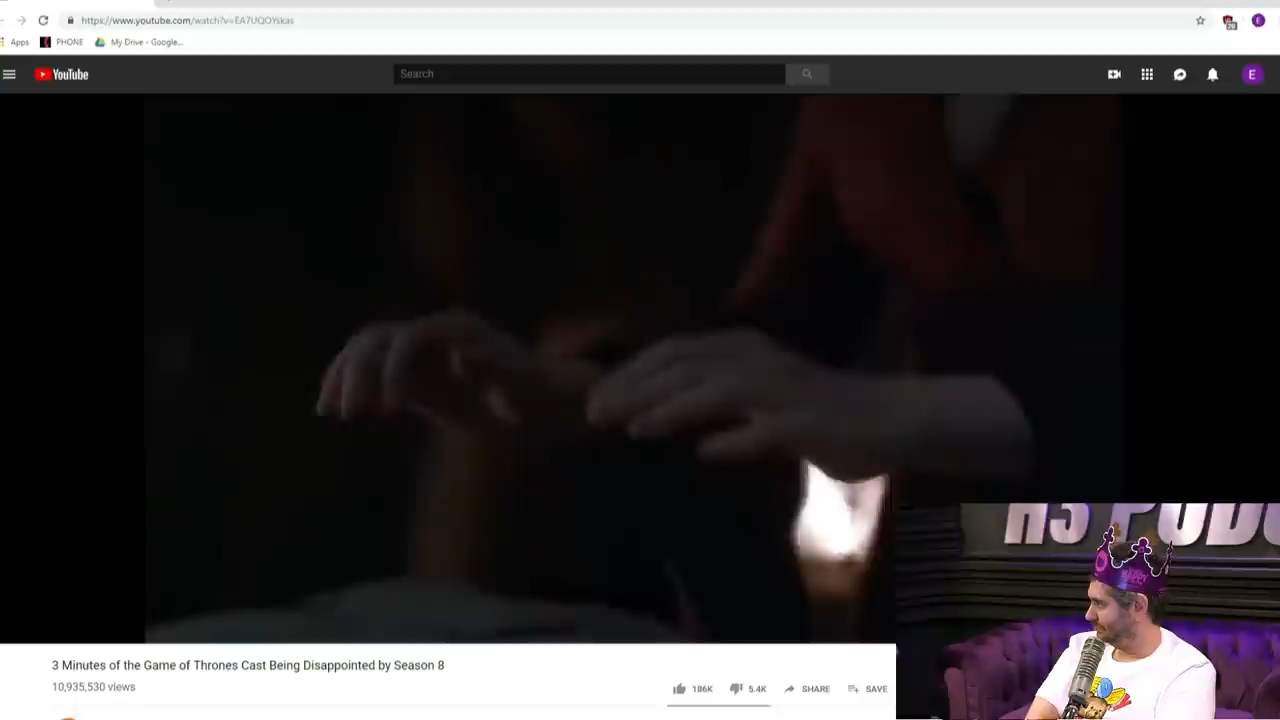 https://www.youtube.com/watch?v=EA7UQOYskas
Apps PHONE My Drive - Google...
YouTube
Search
E
H3 PODC
3 Minutes of the Game of Thrones Cast Being Disappointed by Season 8
10,935,530 views
186K 5.4K SHARE SAVE